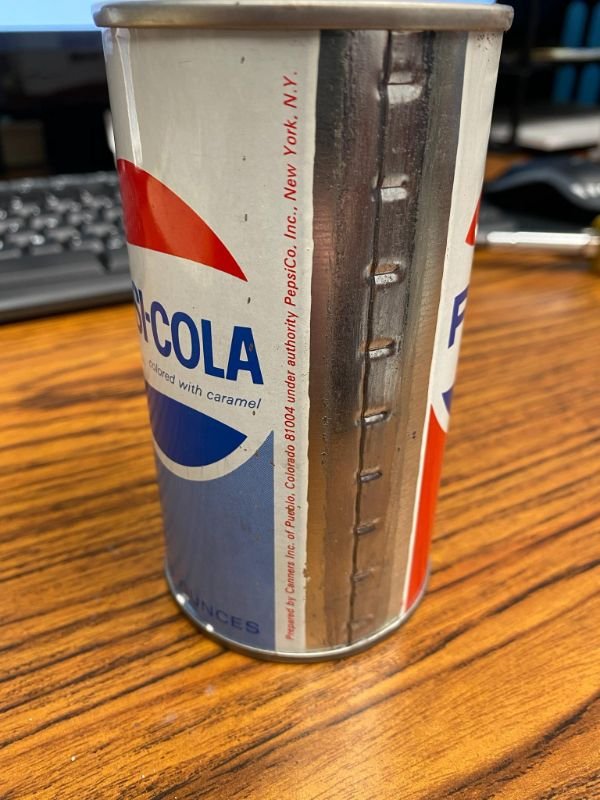 SI-COLA
colored with caramel
OUNCES
Prepared by Canners Inc. of Pueblo, Colorado 81004 under authority PepsiCo, Inc., New York, N.Y.
P